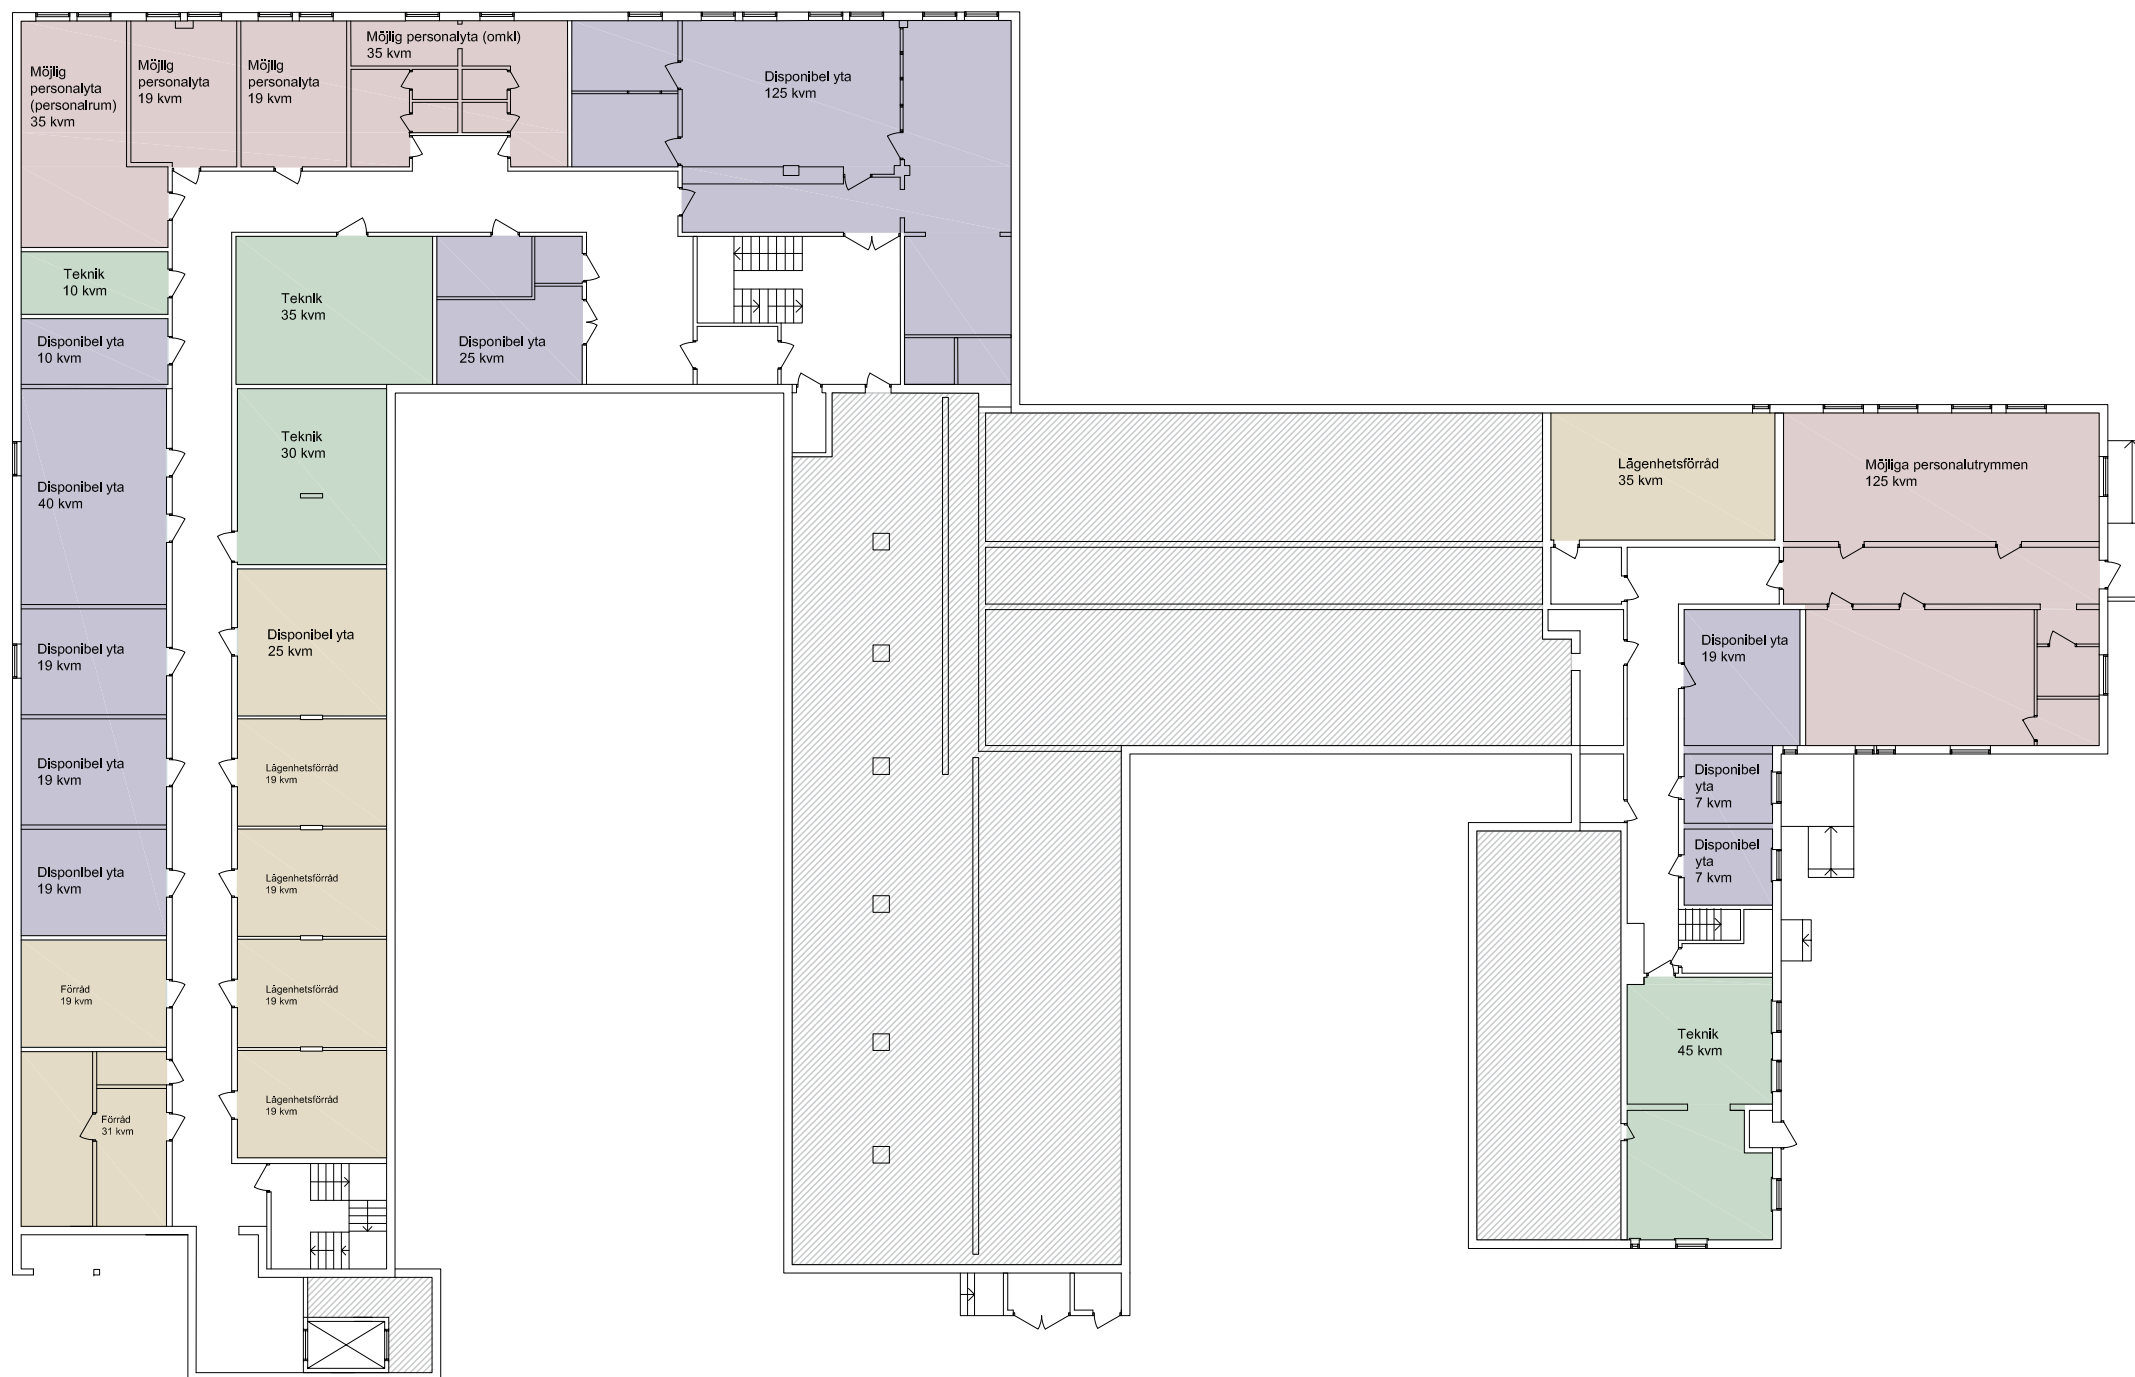 Möjlig personalyta (omkl)
35 kvm
Möjlig
personalyta
(personalrum)
35 kvm
Möjlig
personalyta
19 kvm
Möjlig
personalyta
19 kvm
Disponibel yta
125 kvm
Teknik
10 kvm
Teknik
35 kvm
Disponibel yta
10 kvm
Disponibel yta
25 kvm
Teknik
30 kvm
Disponibel yta
40 kvm
Lägenhetsförråd
35 kvm
Möjliga personalutrymmen
125 kvm
Disponibel yta
25 kvm
Disponibel yta
19 kvm
Disponibel yta
19 kvm
Disponibel yta
19 kvm
Lägenhetsförråd
19 kvm
Disponibel
yta
7 kvm
Disponibel yta
19 kvm
Lägenhetsförråd
19 kvm
Disponibel
yta
7 kvm
Förråd
19 kvm
Lägenhetsförråd
19 kvm
Teknik
45 kvm
Förråd
31 kvm
Lägenhetsförråd
19 kvm